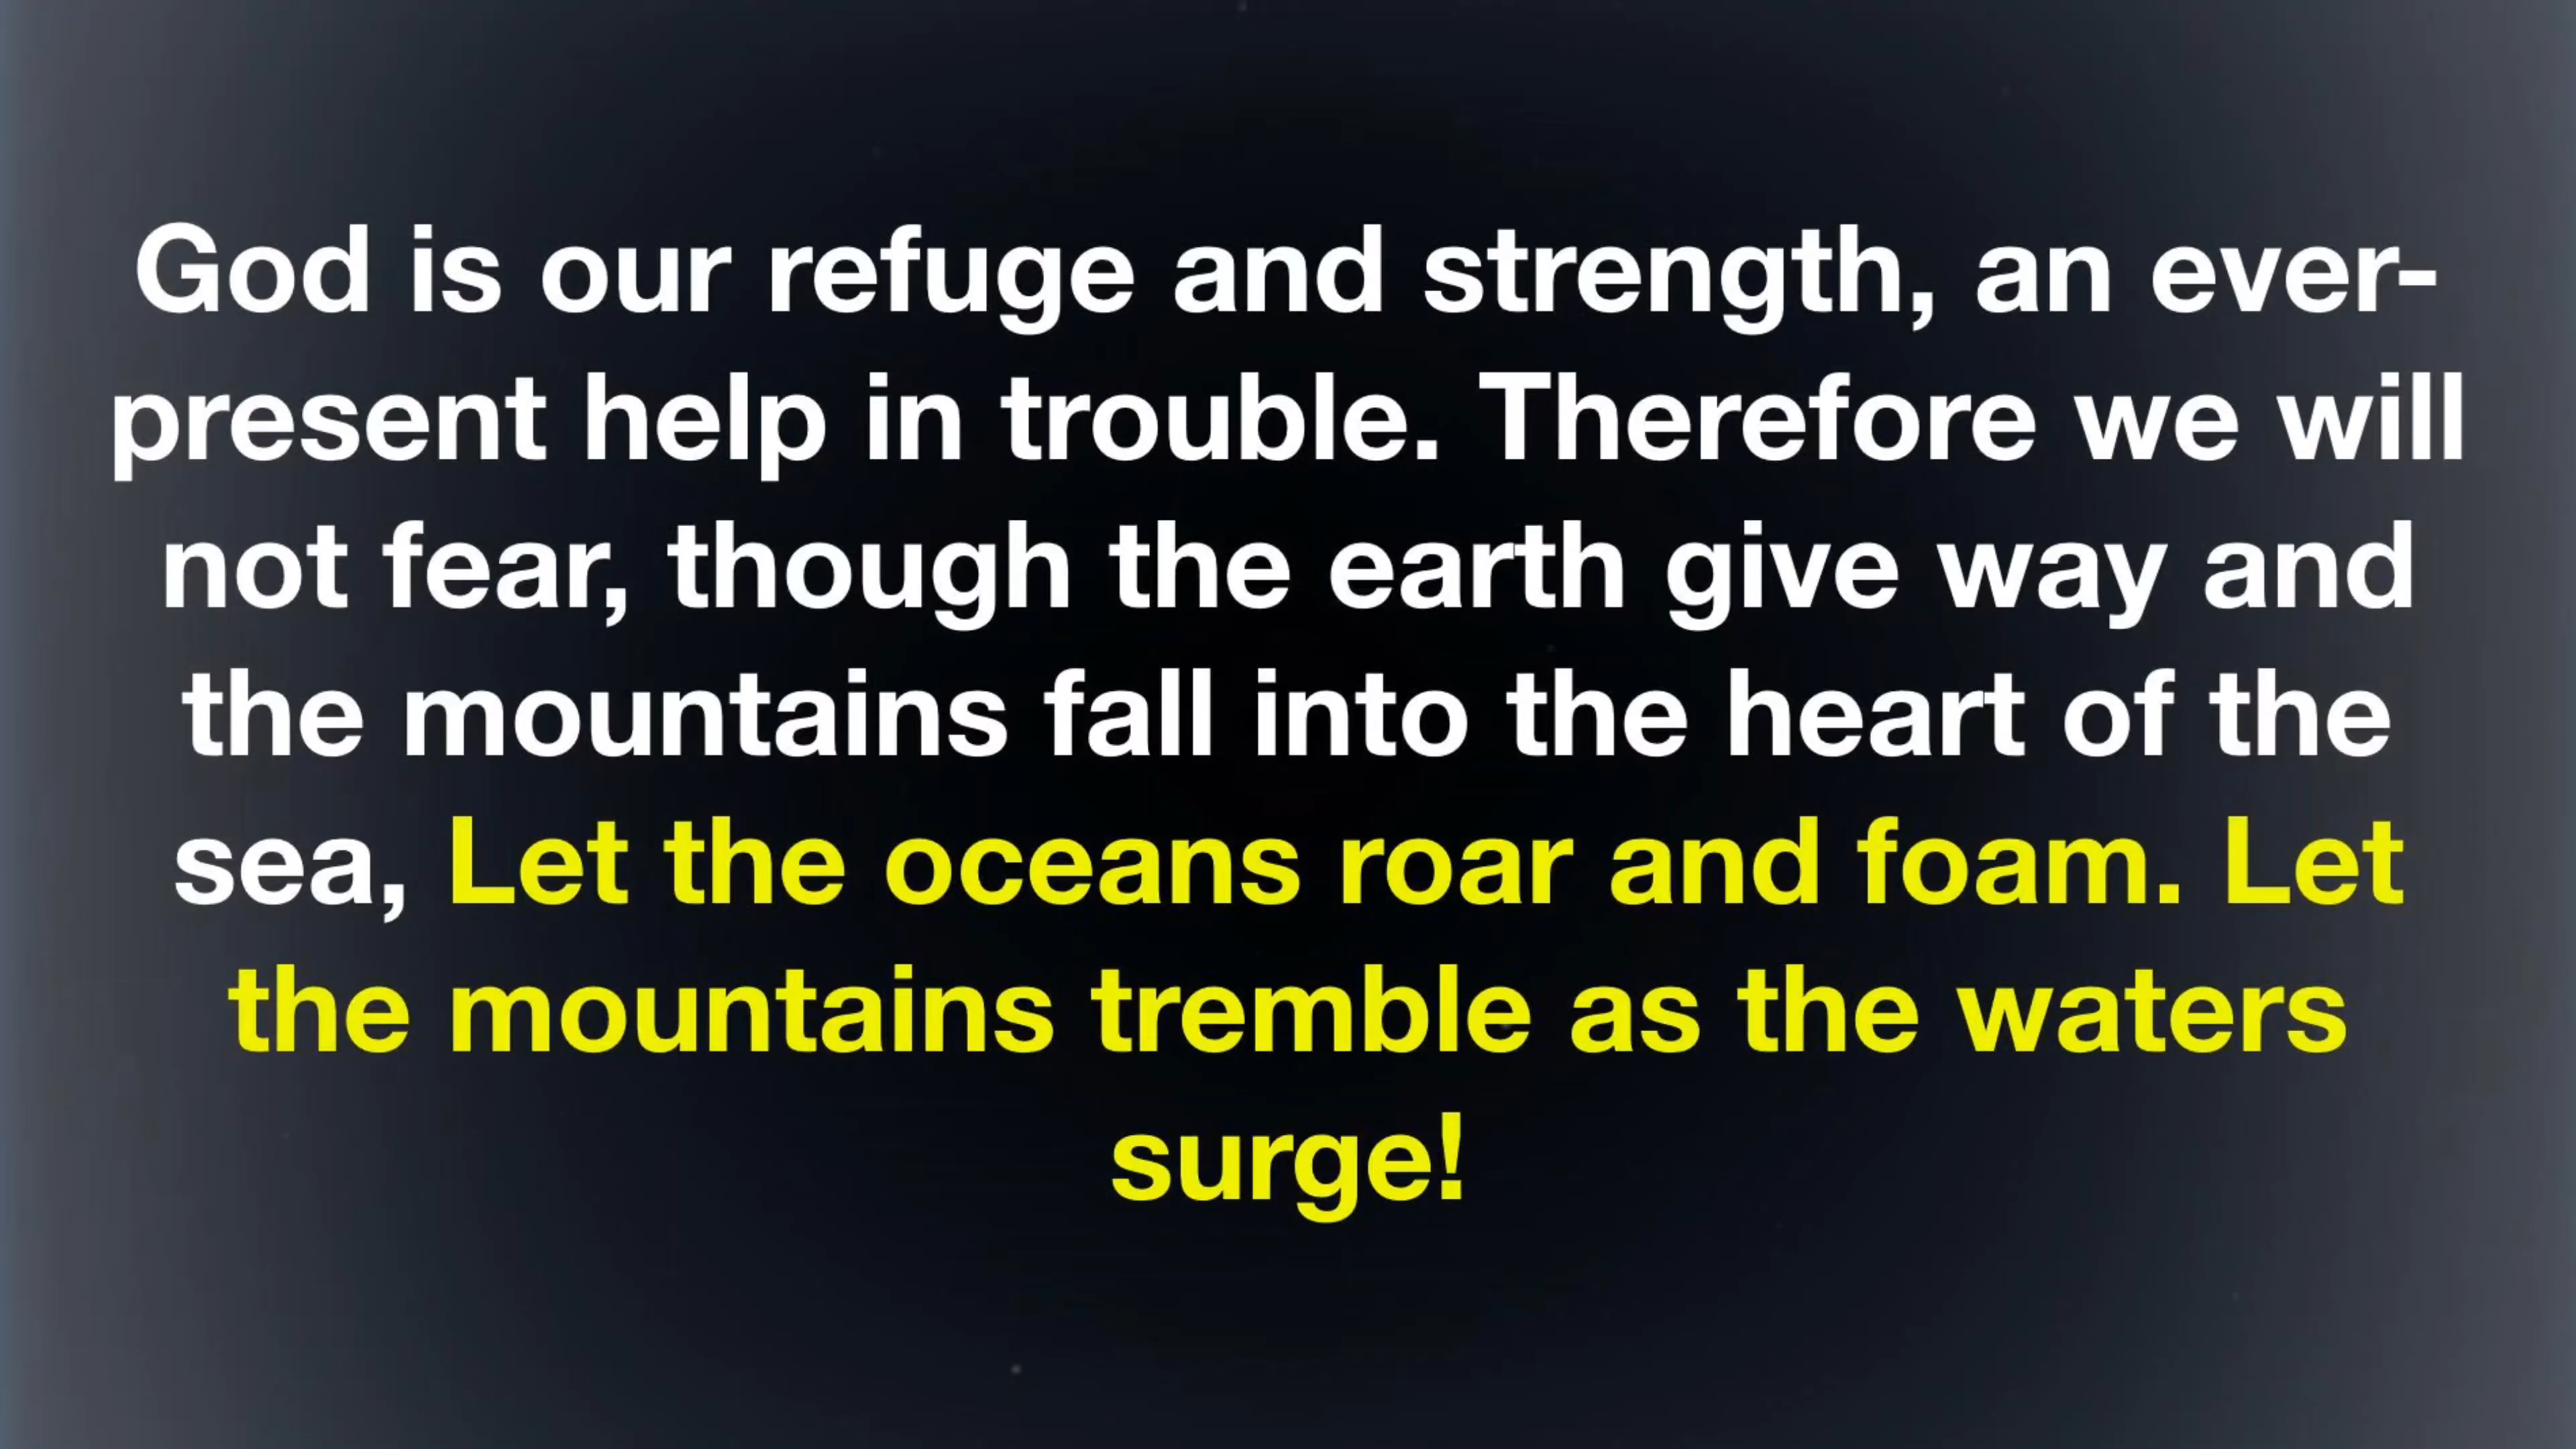 God is our refuge and strength, an ever-
present help in trouble. Therefore we will
not fear, though the earth give way and
the mountains fall into the heart of the
sea, Let the oceans roar and foam. Let
the mountains tremble as the waters
surge!